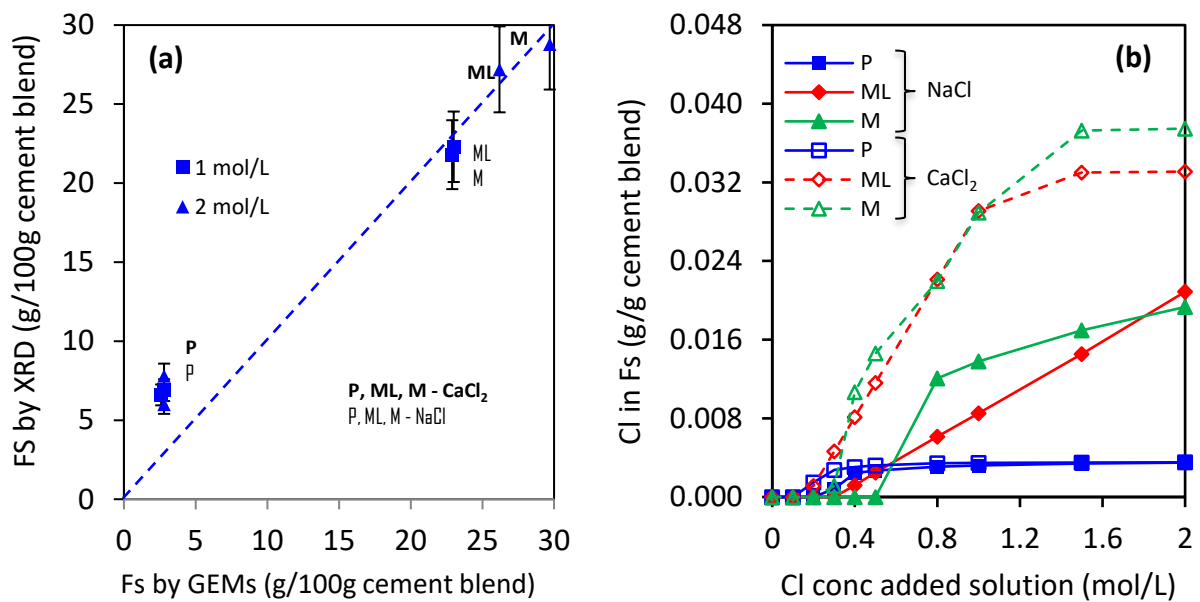 (a)
FS by XRD (g/100g cement blend)
30
25
20
15
10
5
0
M
ML
1 mol/L
2 mol/L
ML
M
P
P
P, ML, M - CaCl₂
P, ML, M - NaCl
0 5 10 15 20 25 30
Fs by GEMs (g/100g cement blend)
(b)
Cl in Fs (g/g cement blend)
0.048
0.040
0.032
0.024
0.016
0.008
0.000
P
ML
M
NaCl
P
ML
M
CaCl₂
0 0.4 0.8 1.2 1.6 2
Cl conc added solution (mol/L)